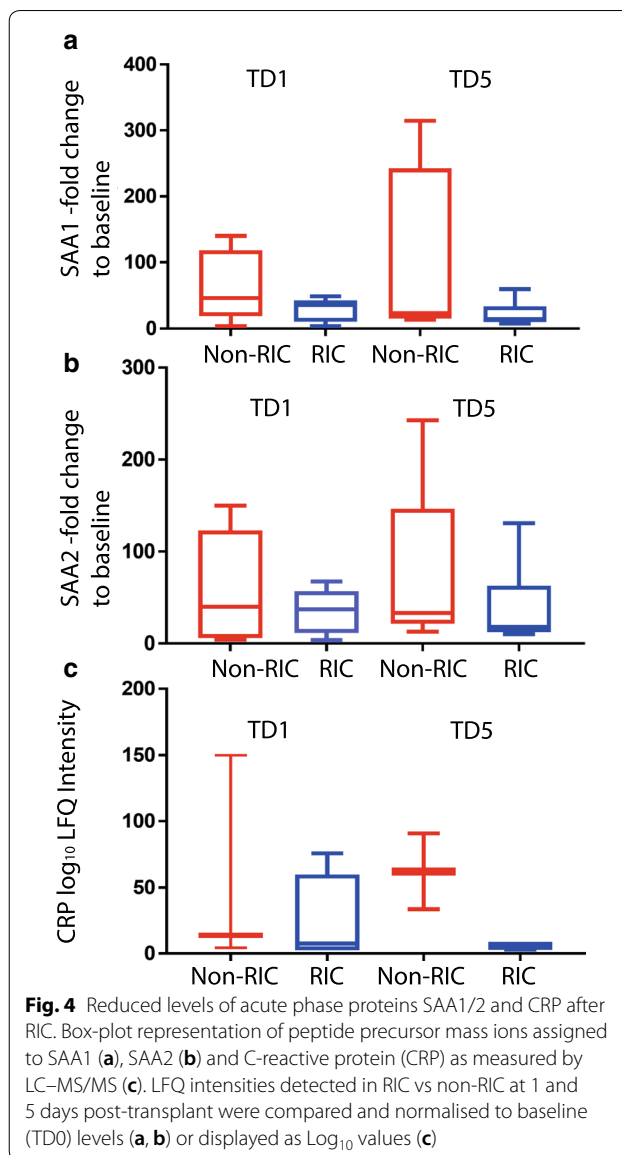 a
SAA1 -fold change
to baseline
400
300
200
100
0
TD1
TD5
Non-RIC
RIC
Non-RIC
RIC
b
SAA2 -fold change
to baseline
300
200
100
0
TD1
TD5
Non-RIC
RIC
Non-RIC
RIC
c
CRP log₁₀ LFQ Intensity
200
150
100
50
0
TD1
TD5
Non-RIC
RIC
Non-RIC
RIC
Fig. 4 Reduced levels of acute phase proteins SAA1/2 and CRP after
RIC. Box-plot representation of peptide precursor mass ions assigned
to SAA1 (a), SAA2 (b) and C-reactive protein (CRP) as measured by
LC–MS/MS (c). LFQ intensities detected in RIC vs non-RIC at 1 and
5 days post-transplant were compared and normalised to baseline
(TD0) levels (a, b) or displayed as Log₁₀ values (c)